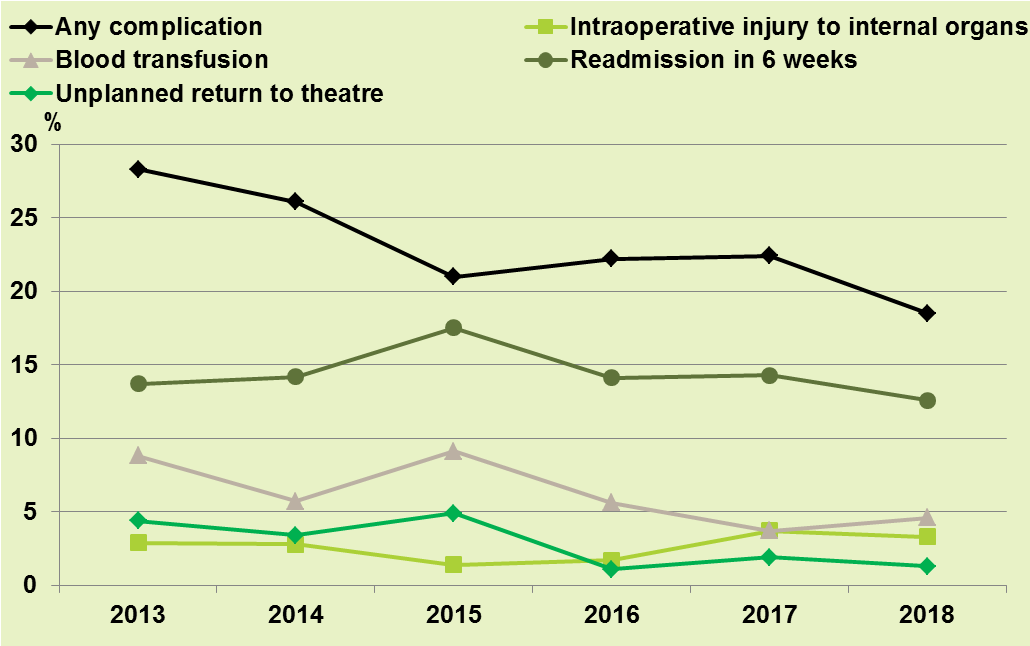 Any complication
Intraoperative injury to internal organs
Blood transfusion
Readmission in 6 weeks
Unplanned return to theatre
%
30
25
20
15
10
5
0
2013 2014 2015 2016 2017 2018